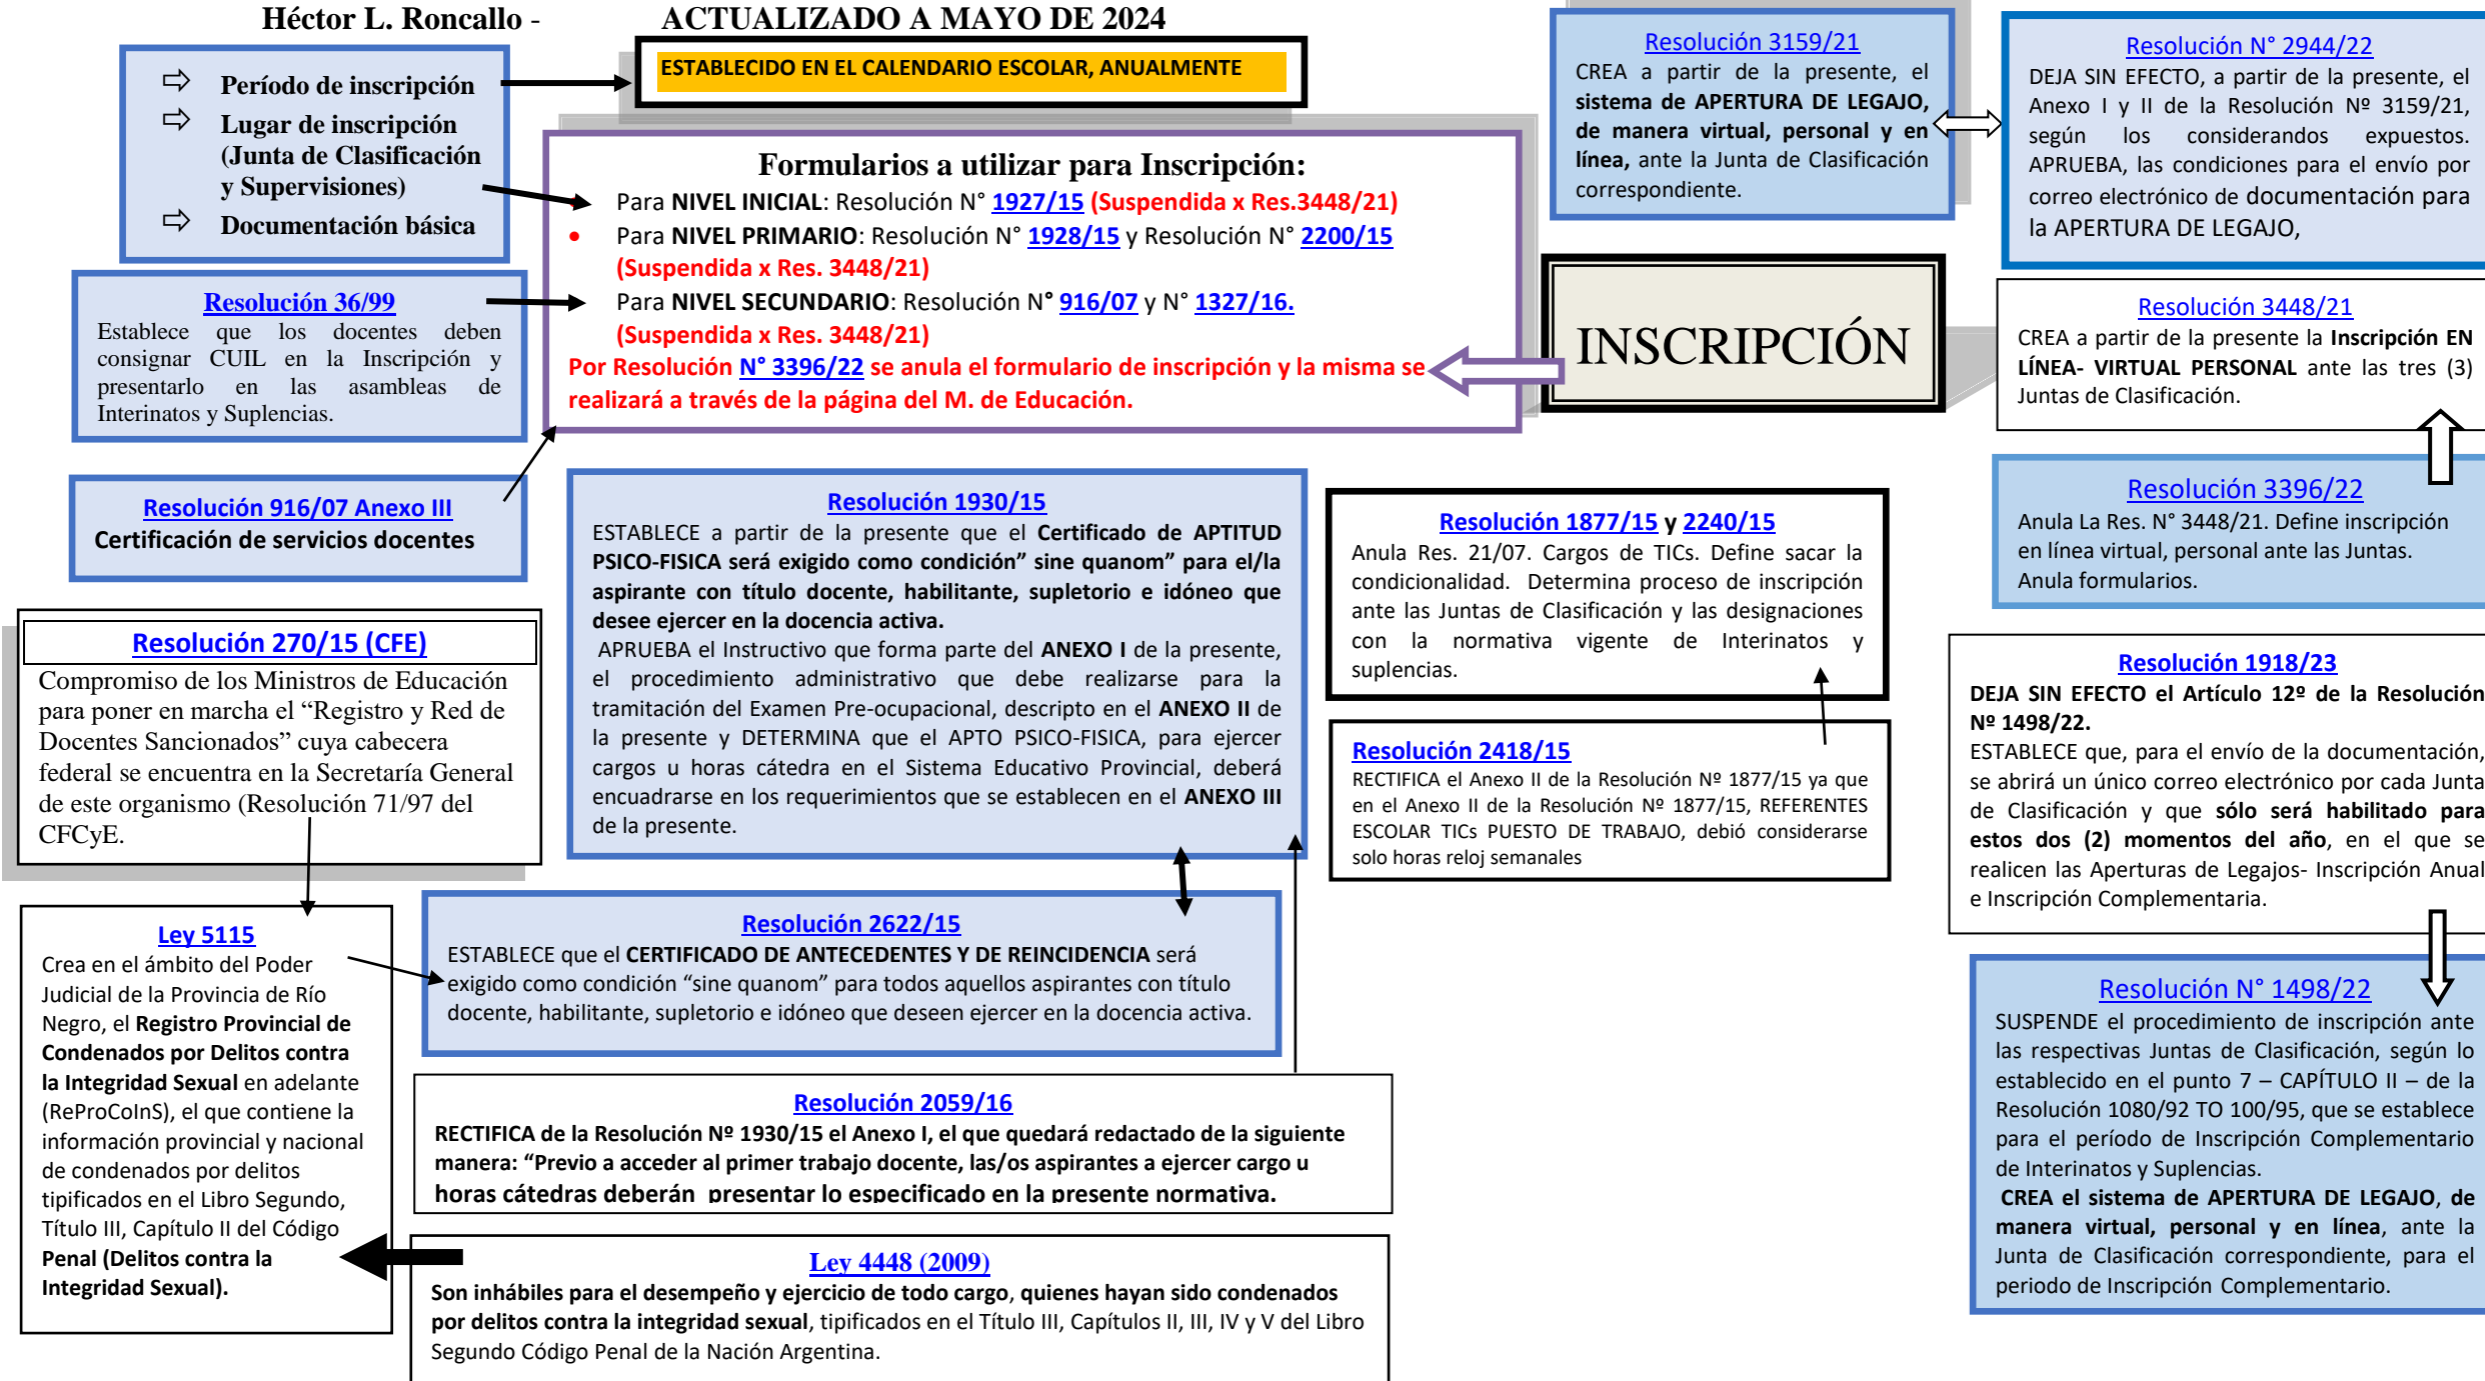 Héctor L. Roncallo - ACTUALIZADO A MAYO DE 2024
Período de inscripción
Lugar de inscripción
(Junta de Clasificación
y Supervisiones)
Documentación básica
ESTABLECIDO EN EL CALENDARIO ESCOLAR, ANUALMENTE
Formularios a utilizar para Inscripción:
Para NIVEL INICIAL: Resolución N° 1927/15 (Suspendida x Res.3448/21)
Para NIVEL PRIMARIO: Resolución N° 1928/15 y Resolución N° 2200/15
(Suspendida x Res. 3448/21)
Para NIVEL SECUNDARIO: Resolución N° 916/07 y N° 1327/16.
(Suspendida x Res. 3448/21)
Por Resolución N° 3396/22 se anula el formulario de inscripción y la misma se
realizará a través de la página del M. de Educación.
INSCRIPCIÓN
Resolución 3159/21
CREA a partir de la presente, el
sistema de APERTURA DE LEGAJO,
de manera virtual, personal y en
línea, ante la Junta de Clasificación
correspondiente.
Resolución N° 2944/22
DEJA SIN EFECTO, a partir de la presente, el
Anexo I y II de la Resolución Nº 3159/21,
según los considerandos expuestos.
APRUEBA, las condiciones para el envío por
correo electrónico de documentación para
la APERTURA DE LEGAJO,
Resolución 36/99
Establece que los docentes deben
consignar CUIL en la Inscripción y
presentarlo en las asambleas de
Interinatos y Suplencias.
Resolución 3448/21
CREA a partir de la presente la Inscripción EN
LÍNEA- VIRTUAL PERSONAL ante las tres (3)
Juntas de Clasificación.
Resolución 916/07 Anexo III
Certificación de servicios docentes
Resolución 1930/15
ESTABLECE a partir de la presente que el Certificado de APTITUD
PSICO-FISICA será exigido como condición” sine quanom” para el/la
aspirante con título docente, habilitante, supletorio e idóneo que
desee ejercer en la docencia activa.
APRUEBA el Instructivo que forma parte del ANEXO I de la presente,
el procedimiento administrativo que debe realizarse para la
tramitación del Examen Pre-ocupacional, descripto en el ANEXO II de
la presente y DETERMINA que el APTO PSICO-FISICA, para ejercer
cargos u horas cátedra en el Sistema Educativo Provincial, deberá
encuadrarse en los requerimientos que se establecen en el ANEXO III
de la presente.
Resolución 1877/15 y 2240/15
Anula Res. 21/07. Cargos de TICs. Define sacar la
condicionalidad. Determina proceso de inscripción
ante las Juntas de Clasificación y las designaciones
con la normativa vigente de Interinatos y
suplencias.
Resolución 3396/22
Anula La Res. N° 3448/21. Define inscripción
en línea virtual, personal ante las Juntas.
Anula formularios.
Resolución 270/15 (CFE)
Compromiso de los Ministros de Educación
para poner en marcha el “Registro y Red de
Docentes Sancionados” cuya cabecera
federal se encuentra en la Secretaría General
de este organismo (Resolución 71/97 del
CFCyE.
Resolución 2418/15
RECTIFICA el Anexo II de la Resolución Nº 1877/15 ya que
en el Anexo II de la Resolución Nº 1877/15, REFERENTES
ESCOLAR TICs PUESTO DE TRABAJO, debió considerarse
solo horas reloj semanales
Resolución 1918/23
DEJA SIN EFECTO el Artículo 12º de la Resolución
Nº 1498/22.
ESTABLECE que, para el envío de la documentación,
se abrirá un único correo electrónico por cada Junta
de Clasificación y que sólo será habilitado para
estos dos (2) momentos del año, en el que se
realicen las Aperturas de Legajos- Inscripción Anual
e Inscripción Complementaria.
Ley 5115
Crea en el ámbito del Poder
Judicial de la Provincia de Río
Negro, el Registro Provincial de
Condenados por Delitos contra
la Integridad Sexual en adelante
(ReProCoInS), el que contiene la
información provincial y nacional
de condenados por delitos
tipificados en el Libro Segundo,
Título III, Capítulo II del Código
Penal (Delitos contra la
Integridad Sexual).
Resolución 2622/15
ESTABLECE que el CERTIFICADO DE ANTECEDENTES Y DE REINCIDENCIA será
exigido como condición “sine quanom” para todos aquellos aspirantes con título
docente, habilitante, supletorio e idóneo que deseen ejercer en la docencia activa.
Resolución 2059/16
RECTIFICA de la Resolución Nº 1930/15 el Anexo I, el que quedará redactado de la siguiente
manera: “Previo a acceder al primer trabajo docente, las/os aspirantes a ejercer cargo u
horas cátedras deberán presentar lo especificado en la presente normativa.
Ley 4448 (2009)
Son inhábiles para el desempeño y ejercicio de todo cargo, quienes hayan sido condenados
por delitos contra la integridad sexual, tipificados en el Título III, Capítulos II, III, IV y V del Libro
Segundo Código Penal de la Nación Argentina.
Resolución N° 1498/22
SUSPENDE el procedimiento de inscripción ante
las respectivas Juntas de Clasificación, según lo
establecido en el punto 7 – CAPÍTULO II – de la
Resolución 1080/92 TO 100/95, que se establece
para el período de Inscripción Complementario
de Interinatos y Suplencias.
CREA el sistema de APERTURA DE LEGAJO, de
manera virtual, personal y en línea, ante la
Junta de Clasificación correspondiente, para el
periodo de Inscripción Complementario.